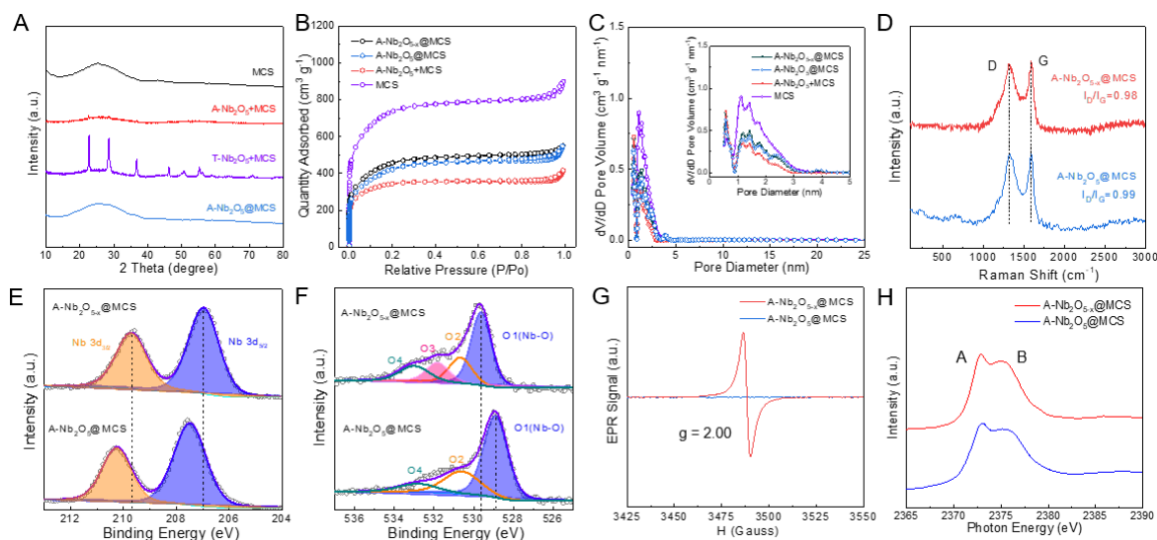 A
Intensity (a.u.)
MCS
A-Nb₂O₅+MCS
T-Nb₂O₅+MCS
A-Nb₂O₅@MCS
10 20 30 40 50 60 70 80
2 Theta (degree)
B
Quantity Adsorbed (cm³ g⁻¹)
1200
1000
800
600
400
200
0
A-Nb₂O₅₋ₓ@MCS
A-Nb₂O₅@MCS
A-Nb₂O₅+MCS
MCS
0.0 0.2 0.4 0.6 0.8 1.0
Relative Pressure (P/Po)
C
dV/dD Pore Volume (cm³ g⁻¹ nm⁻¹)
1.5
1.0
0.5
0.0
dV/dD Pore Volume (cm³ g⁻¹ nm⁻¹)
A-Nb₂O₅₋ₓ@MCS
A-Nb₂O₅@MCS
A-Nb₂O₅+MCS
MCS
0 1 2 3 4 5
Pore Diameter (nm)
0 5 10 15 20 25
Pore Diameter (nm)
D
Intensity (a.u.)
D
G
A-Nb₂O₅₋ₓ@MCS
I_D/I_G=0.98
A-Nb₂O₅@MCS
I_D/I_G=0.99
500 1000 1500 2000 2500 3000
Raman Shift (cm⁻¹)
E
Intensity (a.u.)
A-Nb₂O₅₋ₓ@MCS
Nb 3d₃/₂
Nb 3d₅/₂
A-Nb₂O₅@MCS
212 210 208 206 204
Binding Energy (eV)
F
Intensity (a.u.)
A-Nb₂O₅₋ₓ@MCS
O1(Nb-O)
O2
O3
O4
A-Nb₂O₅@MCS
O1(Nb-O)
O2
O4
536 534 532 530 528 526
Binding Energy (eV)
G
EPR Signal (a.u.)
A-Nb₂O₅₋ₓ@MCS
A-Nb₂O₅@MCS
g = 2.00
3425 3450 3475 3500 3525 3550
H (Gauss)
H
Intensity (a.u.)
A-Nb₂O₅₋ₓ@MCS
A-Nb₂O₅@MCS
A
B
2365 2370 2375 2380 2385 2390
Photon Energy (eV)